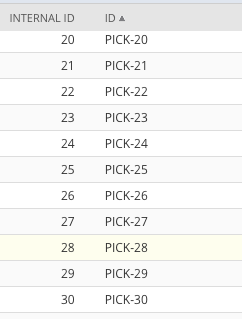 INTERNAL ID ID ▲
20 PICK-20
21 PICK-21
22 PICK-22
23 PICK-23
24 PICK-24
25 PICK-25
26 PICK-26
27 PICK-27
28 PICK-28
29 PICK-29
30 PICK-30